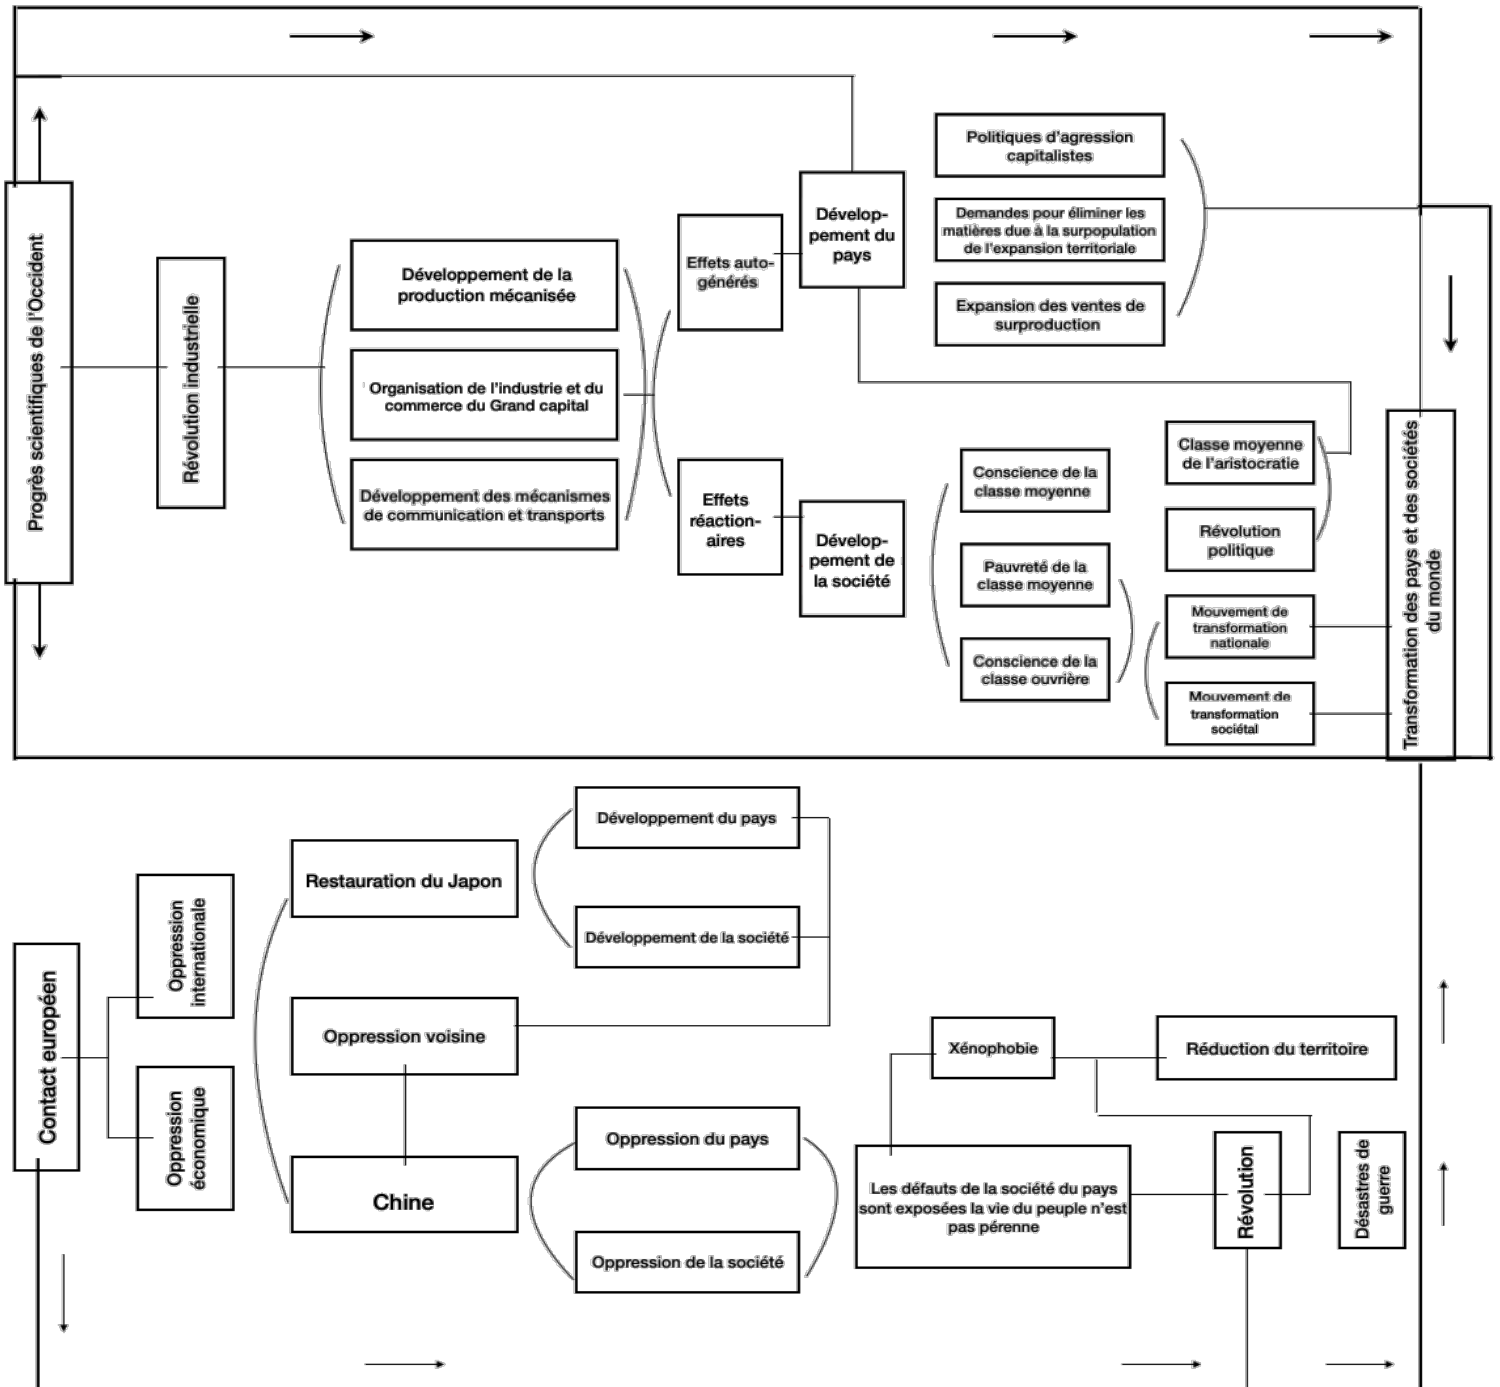 Progrès scientifiques de l'Occident
Révolution industrielle
Développement de la
production mécanisée
Organisation de l'industrie et du
commerce du Grand capital
Développement des mécanismes
de communication et transports
Effets auto-
générés
Effets
réaction-
aires
Dévelop-
pement du
pays
Dévelop-
pement de
la société
Politiques d'agression
capitalistes
Demandes pour éliminer les
matières due à la surpopulation
de l'expansion territoriale
Expansion des ventes de
surproduction
Conscience de la
classe moyenne
Pauvreté de la
classe moyenne
Conscience de la
classe ouvrière
Classe moyenne
de l'aristocratie
Révolution
politique
Mouvement de
transformation
nationale
Mouvement de
transformation
sociétal
Transformation des pays et des sociétés
du monde
Contact européen
Oppression
internationale
Oppression
économique
Restauration du Japon
Oppression voisine
Chine
Développement du pays
Développement de la société
Oppression du pays
Oppression de la société
Xénophobie
Réduction du territoire
Les défauts de la société du pays
sont exposées la vie du peuple n'est
pas pérenne
Révolution
Désastres de
guerre